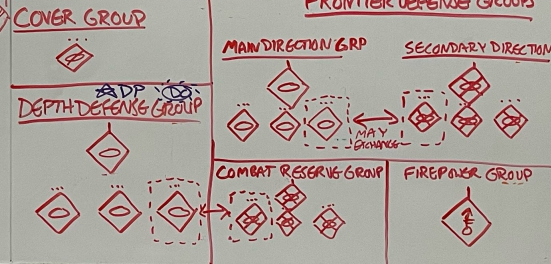 FRONTIER DEFENSE GROUPS
COVER GROUP
MAIN DIRECTION GRP
SECONDARY DIRECTION
DP
DEPTH DEFENSE GROUP
MAY
EXCHANGE
COMBAT RESERVE GROUP
FIREPOWER GROUP